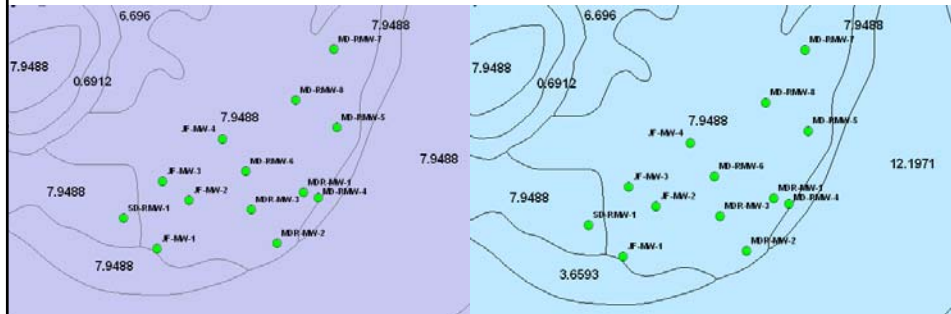 6.696
7.9488
MD-RMW-7
7.9488
0.6912
MD-RMW-8
7.9488
MD-RMW-5
JF-MW-4
7.9488
MD-RMW-6
JF-MW-3
7.9488
MDR-MW-1
JF-MW-2
MD-RMW-4
MDR-MW-3
SD-RMW-1
MDR-MW-2
JF-MW-1
7.9488
6.696
7.9488
MD-RMW-7
7.9488
0.6912
MD-RMW-8
7.9488
MD-RMW-5
JF-MW-4
12.1971
MD-RMW-6
JF-MW-3
7.9488
MDR-MW-1
JF-MW-2
MD-RMW-4
MDR-MW-3
SD-RMW-1
MDR-MW-2
JF-MW-1
3.6593